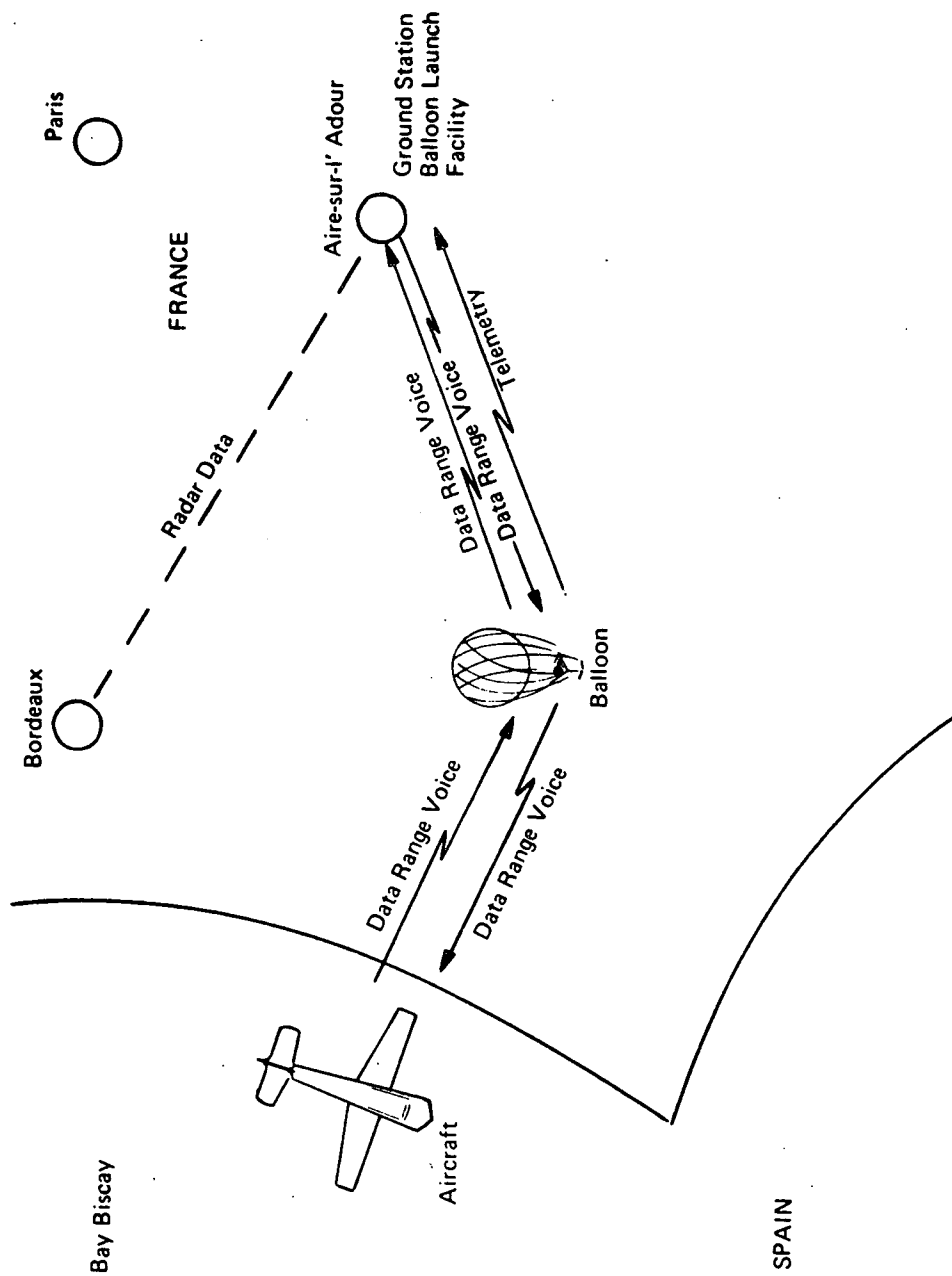 Bay Biscay
Bordeaux
Paris
FRANCE
Radar Data
Aire-sur-l' Adour
Ground Station
Balloon Launch
Facility
Aircraft
Data Range Voice
Data Range Voice
Data Range Voice
Data Range Voice
Telemetry
Balloon
SPAIN